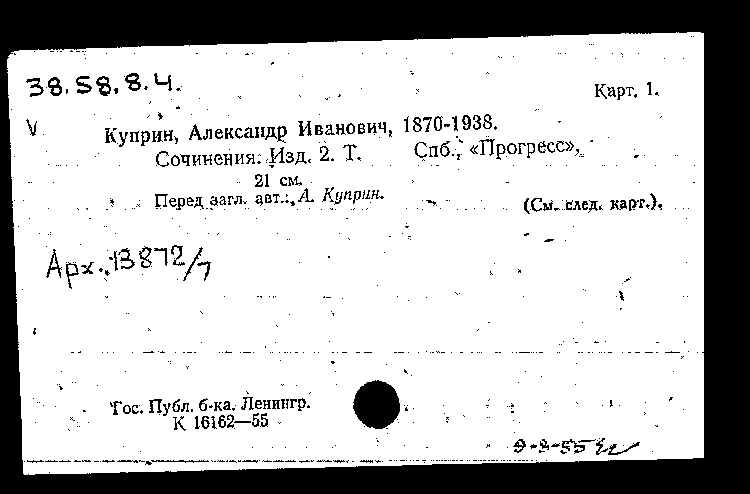 38.58.8.4.
Карт. 1.
V
Куприн, Александр Иванович, 1870-1938.
Сочинения. Изд. 2. Т. Спб., «Прогресс»,
21 см.
Перед загл. авт.: А. Куприн.
(См. след. карт.).
Арх. 13872/7
Гос. Публ. б-ка. Ленингр.
К 16162—55
9-8-55